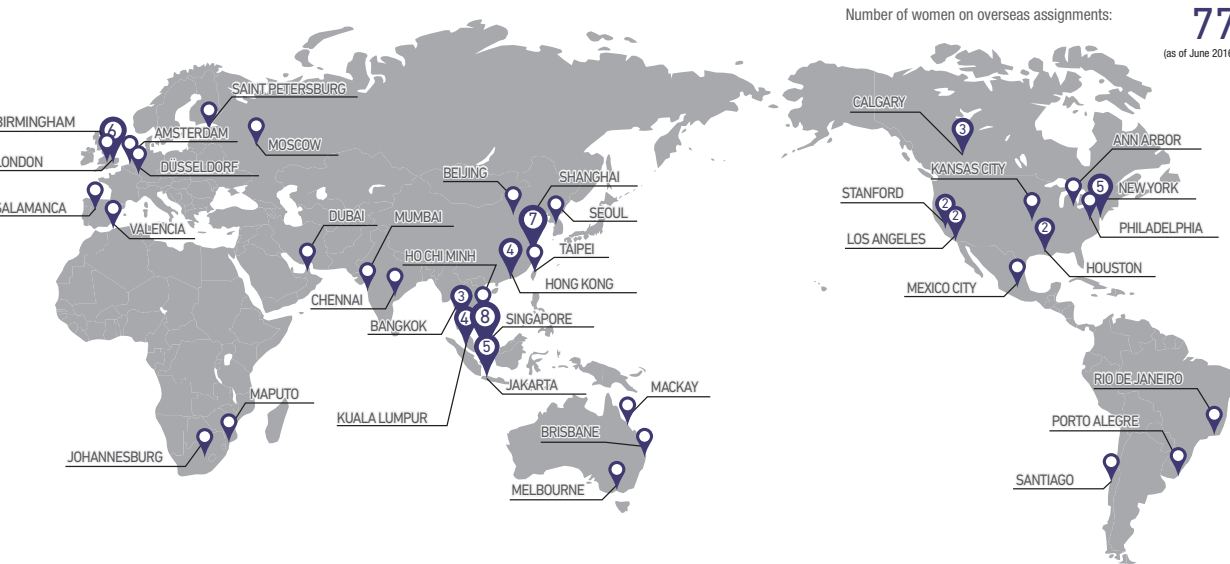 Number of women on overseas assignments:
77
(as of June 2016
SAINT PETERSBURG
BIRMINGHAM
6
AMSTERDAM
MOSCOW
LONDON
DÜSSELDORF
SALAMANCA
VALENCIA
BEIJING
SHANGHAI
7
SEOUL
DUBAI
MUMBAI
TAIPEI
4
HO CHI MINH
HONG KONG
CHENNAI
3
BANGKOK
4
8
SINGAPORE
5
JAKARTA
KUALA LUMPUR
MAPUTO
JOHANNESBURG
MACKAY
BRISBANE
MELBOURNE
CALGARY
3
ANN ARBOR
KANSAS CITY
STANFORD
2
2
5
NEW YORK
LOS ANGELES
2
PHILADELPHIA
HOUSTON
MEXICO CITY
RIO DE JANEIRO
PORTO ALEGRE
SANTIAGO